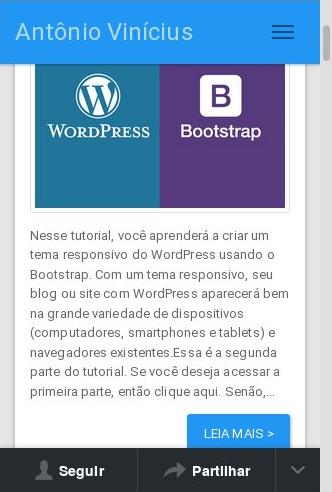 Antônio Vinícius
WORDPRESS
B
Bootstrap
Nesse tutorial, você aprenderá a criar um
tema responsivo do WordPress usando o
Bootstrap. Com um tema responsivo, seu
blog ou site com WordPress aparecerá bem
na grande variedade de dispositivos
(computadores, smartphones e tablets) e
navegadores existentes.Essa é a segunda
parte do tutorial. Se você deseja acessar a
primeira parte, então clique aqui. Senão,...
LEIA MAIS >
Seguir
Partilhar